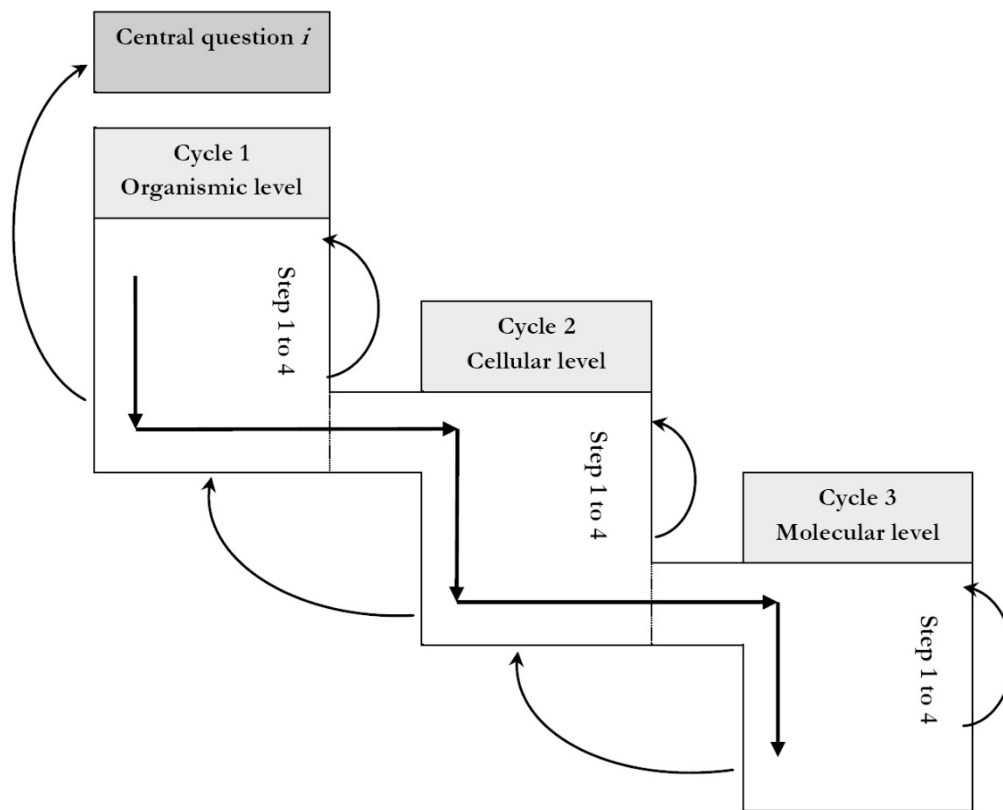 Central question i
Cycle 1
Organismic level
Step 1 to 4
Cycle 2
Cellular level
Step 1 to 4
Cycle 3
Molecular level
Step 1 to 4